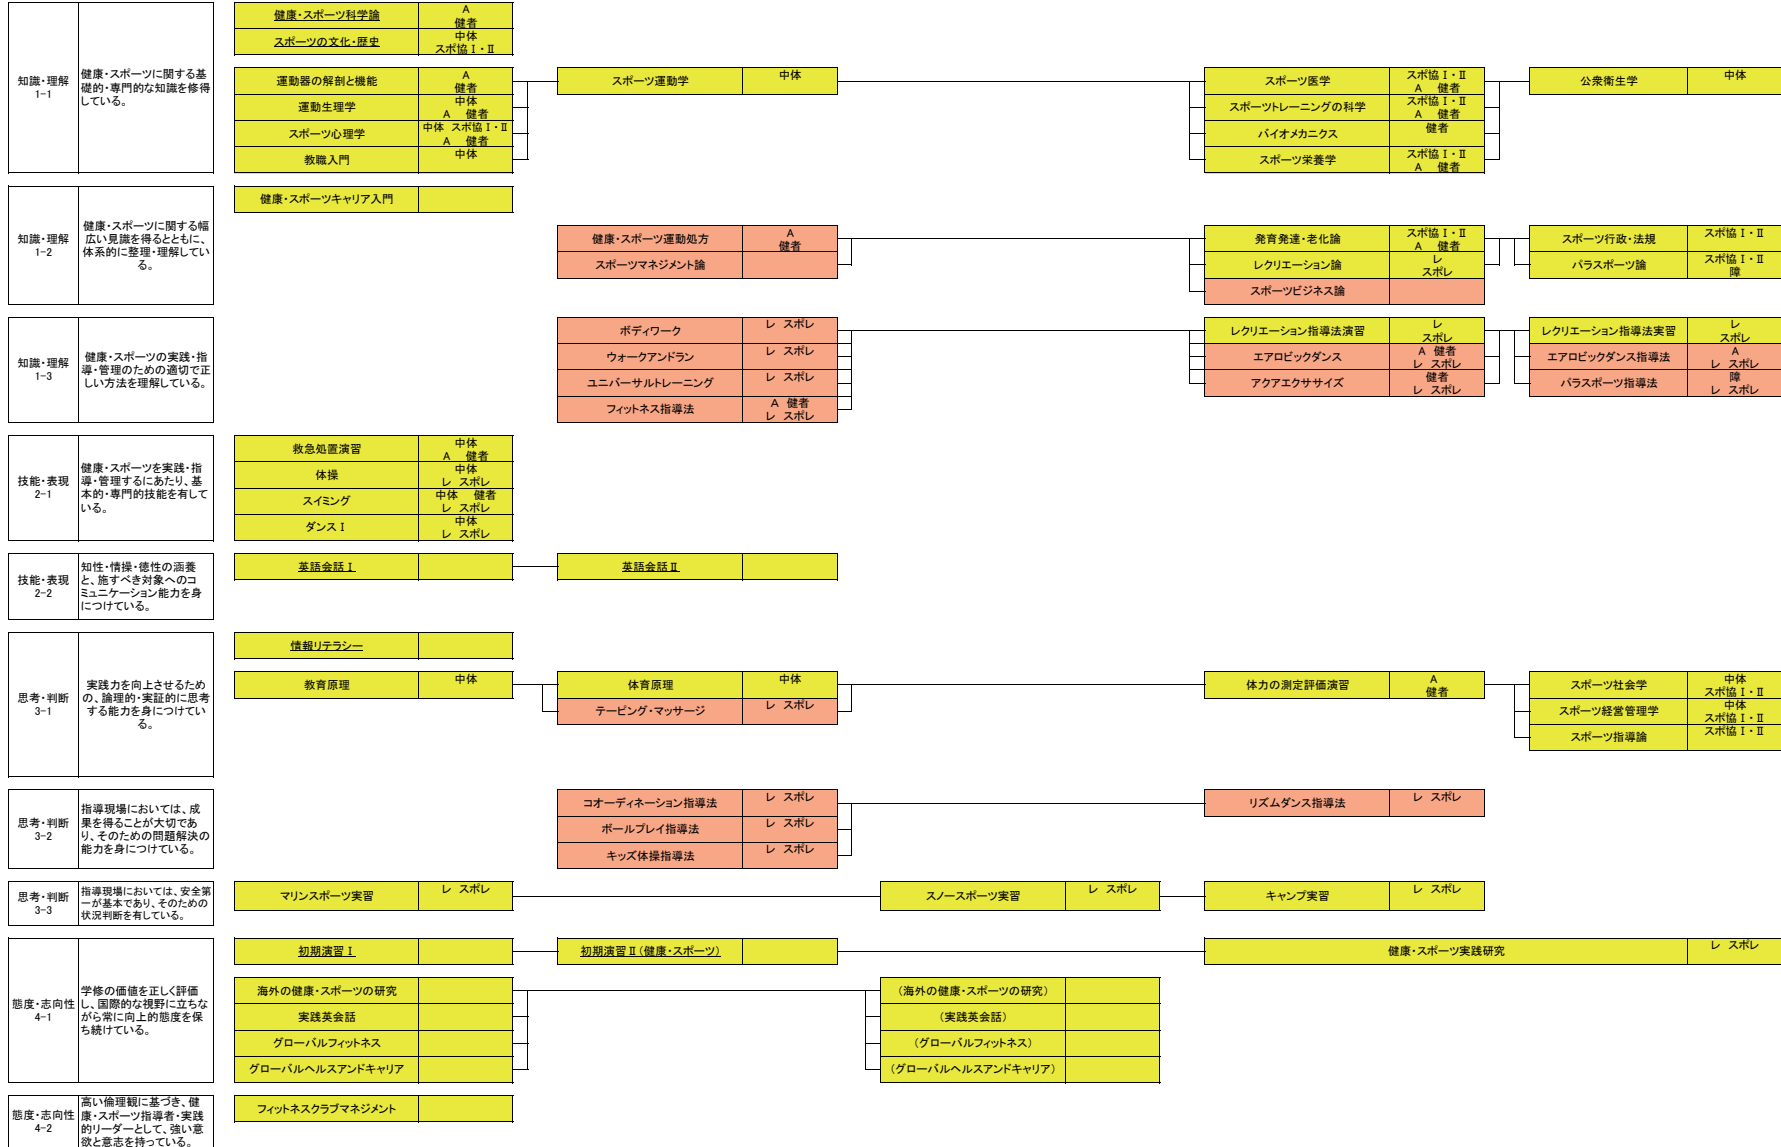 知識・理解
1-1
健康・スポーツに関する基
礎的・専門的な知識を修得
している。
健康・スポーツ科学論
A
健者
スポーツの文化・歴史
中体
スポ協Ⅰ・Ⅱ
運動器の解剖と機能
A
健者
スポーツ運動学
中体
スポーツ医学
スポ協Ⅰ・Ⅱ
A 健者
公衆衛生学
中体
運動生理学
中体
A 健者
スポーツトレーニングの科学
スポ協Ⅰ・Ⅱ
A 健者
スポーツ心理学
中体 スポ協Ⅰ・Ⅱ
A 健者
バイオメカニクス
健者
教職入門
中体
スポーツ栄養学
スポ協Ⅰ・Ⅱ
A 健者
知識・理解
1-2
健康・スポーツに関する幅
広い見識を得るとともに、
体系的に整理・理解してい
る。
健康・スポーツキャリア入門
健康・スポーツ運動処方
A
健者
発育発達・老化論
スポ協Ⅰ・Ⅱ
A 健者
スポーツ行政・法規
スポ協Ⅰ・Ⅱ
スポーツマネジメント論
レクリエーション論
レ
スポレ
パラスポーツ論
スポ協Ⅰ・Ⅱ
障
スポーツビジネス論
知識・理解
1-3
健康・スポーツの実践・指
導・管理のための適切で正
しい方法を理解している。
ボディワーク
レ スポレ
レクリエーション指導法演習
レ
スポレ
レクリエーション指導法実習
レ
スポレ
ウォークアンドラン
レ スポレ
エアロビックダンス
A 健者
レ スポレ
エアロビックダンス指導法
A
レ スポレ
ユニバーサルトレーニング
レ スポレ
アクアエクササイズ
健者
レ スポレ
パラスポーツ指導法
障
レ スポレ
フィットネス指導法
A 健者
レ スポレ
技能・表現
2-1
健康・スポーツを実践・指
導・管理するにあたり、基
本的・専門的技能を有して
いる。
救急処置演習
中体
A 健者
体操
中体
レ スポレ
スイミング
中体 健者
レ スポレ
ダンスⅠ
中体
レ スポレ
技能・表現
2-2
知性・情操・徳性の涵養
と、施すべき対象へのコ
ミュニケーション能力を身
につけている。
英語会話Ⅰ
英語会話Ⅱ
思考・判断
3-1
実践力を向上させるため
の、論理的・実証的に思考
する能力を身につけてい
る。
情報リテラシー
教育原理
中体
体育原理
中体
体力の測定評価演習
A
健者
スポーツ社会学
中体
スポ協Ⅰ・Ⅱ
テーピング・マッサージ
レ スポレ
スポーツ経営管理学
中体
スポ協Ⅰ・Ⅱ
スポーツ指導論
スポ協Ⅰ・Ⅱ
思考・判断
3-2
指導現場においては、成
果を得ることが大切であ
り、そのための問題解決の
能力を身につけている。
コオーディネーション指導法
レ スポレ
リズムダンス指導法
レ スポレ
ボールプレイ指導法
レ スポレ
キッズ体操指導法
レ スポレ
思考・判断
3-3
指導現場においては、安全第
一が基本であり、そのための
状況判断を有している。
マリンスポーツ実習
レ スポレ
スノースポーツ実習
レ スポレ
キャンプ実習
レ スポレ
態度・志向性
4-1
学修の価値を正しく評価
し、国際的な視野に立ちな
がら常に向上的態度を保
ち続けている。
初期演習Ⅰ
初期演習Ⅱ(健康・スポーツ)
健康・スポーツ実践研究
レ スポレ
海外の健康・スポーツの研究
(海外の健康・スポーツの研究)
実践英会話
(実践英会話)
グローバルフィットネス
(グローバルフィットネス)
グローバルヘルスアンドキャリア
(グローバルヘルスアンドキャリア)
態度・志向性
4-2
高い倫理観に基づき、健
康・スポーツ指導者・実践
的リーダーとして、強い意
欲と意志を持っている。
フィットネスクラブマネジメント